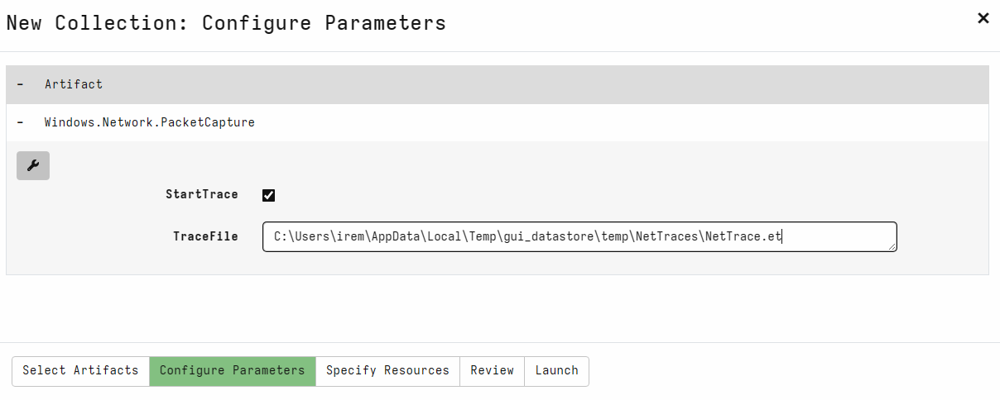 New Collection: Configure Parameters ×
- Artifact
- Windows.Network.PacketCapture
StartTrace
TraceFile C:\Users\irem\AppData\Local\Temp\gui_datastore\temp\NetTraces\NetTrace.et
Select Artifacts Configure Parameters Specify Resources Review Launch